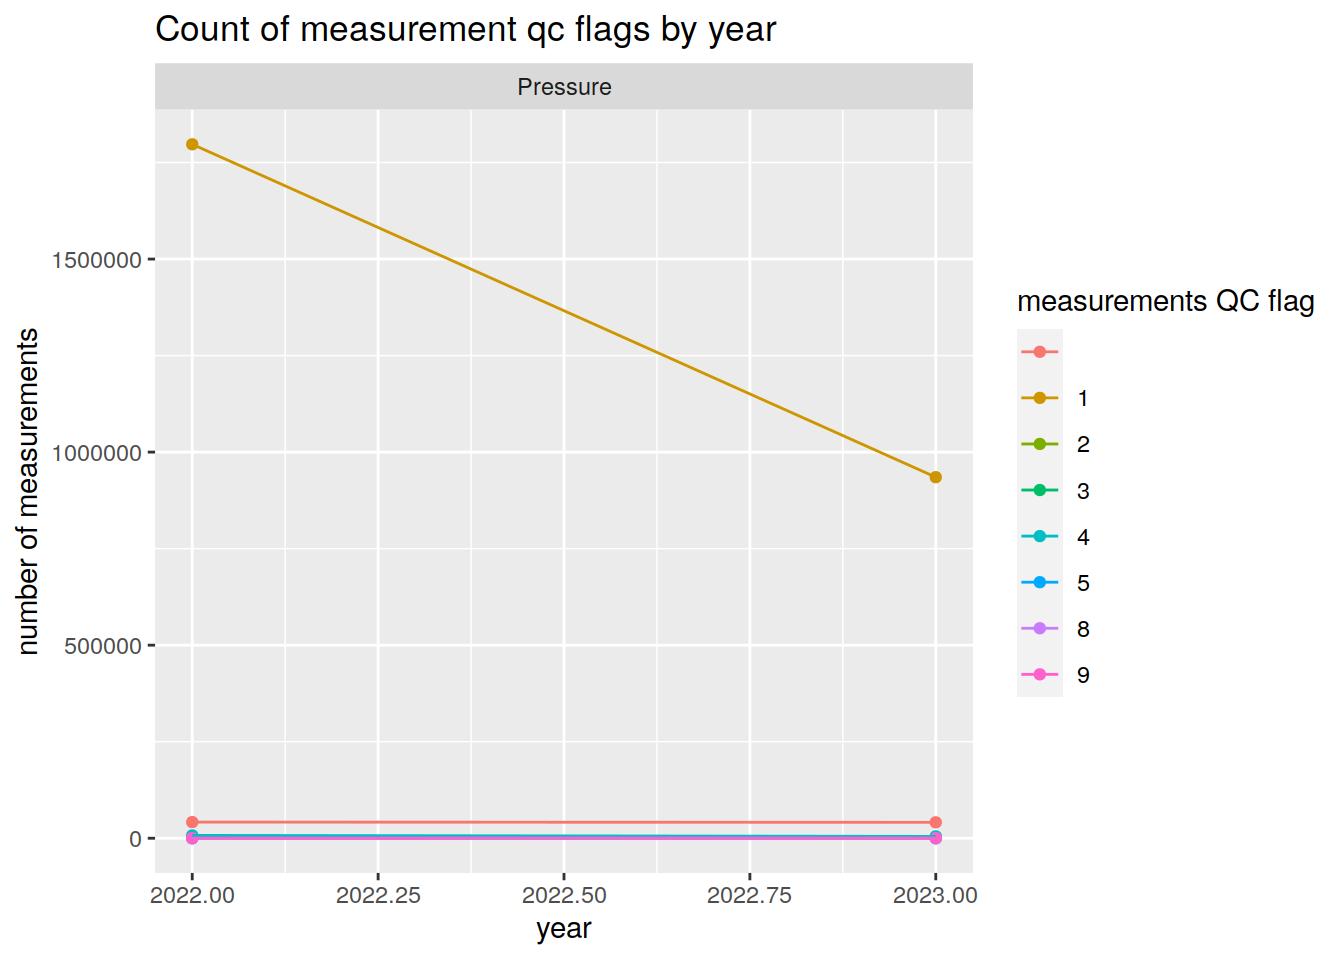 Count of measurement qc flags by year
Pressure
1500000
1000000
500000
0
number of measurements
2022.00 2022.25 2022.50 2022.75 2023.00
year
measurements QC flag
1
2
3
4
5
8
9